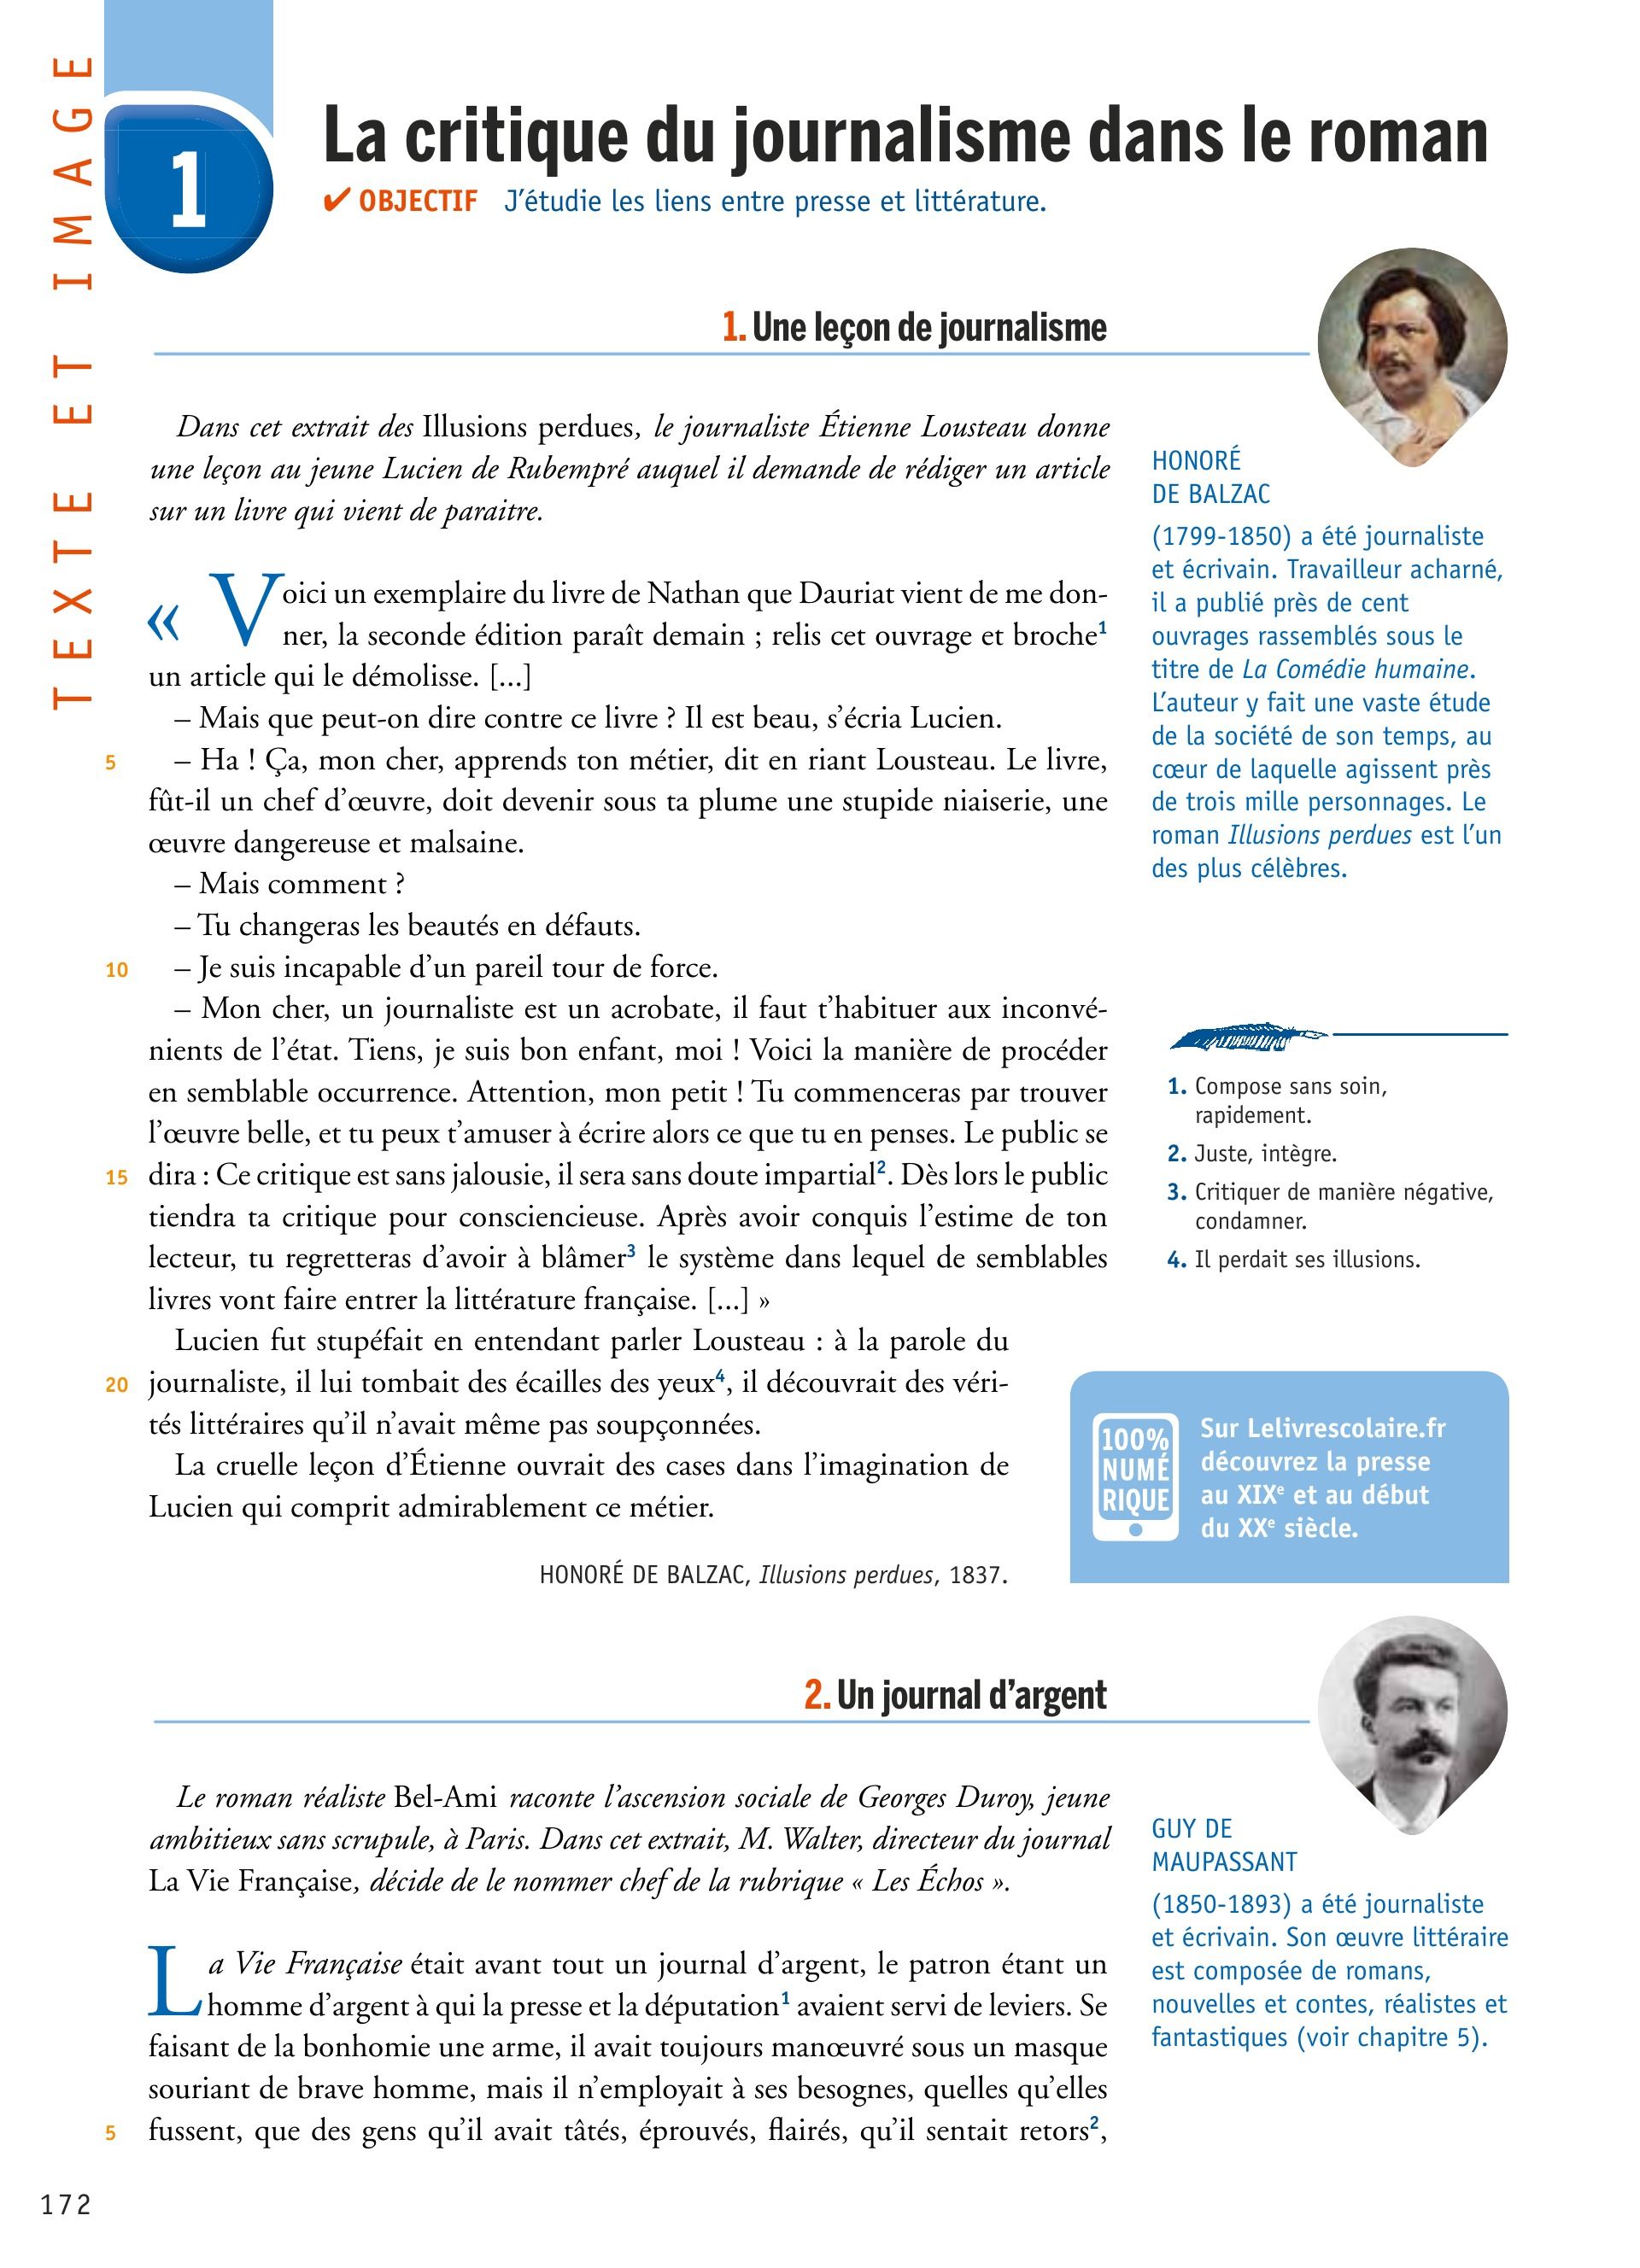 TEXTE ET IMAGE
1
La critique du journalisme dans le roman
✔ OBJECTIF J’étudie les liens entre presse et littérature.
1. Une leçon de journalisme
Dans cet extrait des Illusions perdues, le journaliste Étienne Lousteau donne
une leçon au jeune Lucien de Rubempré auquel il demande de rédiger un article
sur un livre qui vient de paraitre.
« Voici un exemplaire du livre de Nathan que Dauriat vient de me don-
ner, la seconde édition paraît demain ; relis cet ouvrage et broche1
un article qui le démolisse. [...]
– Mais que peut-on dire contre ce livre ? Il est beau, s’écria Lucien.
5 – Ha ! Ça, mon cher, apprends ton métier, dit en riant Lousteau. Le livre,
fût-il un chef d’œuvre, doit devenir sous ta plume une stupide niaiserie, une
œuvre dangereuse et malsaine.
– Mais comment ?
– Tu changeras les beautés en défauts.
10 – Je suis incapable d’un pareil tour de force.
– Mon cher, un journaliste est un acrobate, il faut t’habituer aux inconvé-
nients de l’état. Tiens, je suis bon enfant, moi ! Voici la manière de procéder
en semblable occurrence. Attention, mon petit ! Tu commenceras par trouver
l’œuvre belle, et tu peux t’amuser à écrire alors ce que tu en penses. Le public se
15 dira : Ce critique est sans jalousie, il sera sans doute impartial2. Dès lors le public
tiendra ta critique pour consciencieuse. Après avoir conquis l’estime de ton
lecteur, tu regretteras d’avoir à blâmer3 le système dans lequel de semblables
livres vont faire entrer la littérature française. [...] »
Lucien fut stupéfait en entendant parler Lousteau : à la parole du
20 journaliste, il lui tombait des écailles des yeux4, il découvrait des véri-
tés littéraires qu’il n’avait même pas soupçonnées.
La cruelle leçon d’Étienne ouvrait des cases dans l’imagination de
Lucien qui comprit admirablement ce métier.
HONORÉ DE BALZAC, Illusions perdues, 1837.
HONORÉ
DE BALZAC
(1799-1850) a été journaliste
et écrivain. Travailleur acharné,
il a publié près de cent
ouvrages rassemblés sous le
titre de La Comédie humaine.
L’auteur y fait une vaste étude
de la société de son temps, au
cœur de laquelle agissent près
de trois mille personnages. Le
roman Illusions perdues est l’un
des plus célèbres.
1. Compose sans soin,
rapidement.
2. Juste, intègre.
3. Critiquer de manière négative,
condamner.
4. Il perdait ses illusions.
100%
NUMÉ
RIQUE
Sur Lelivrescolaire.fr
découvrez la presse
au XIXe et au début
du XXe siècle.
2. Un journal d’argent
Le roman réaliste Bel-Ami raconte l’ascension sociale de Georges Duroy, jeune
ambitieux sans scrupule, à Paris. Dans cet extrait, M. Walter, directeur du journal
La Vie Française, décide de le nommer chef de la rubrique « Les Échos ».
La Vie Française était avant tout un journal d’argent, le patron étant un
homme d’argent à qui la presse et la députation1 avaient servi de leviers. Se
faisant de la bonhomie une arme, il avait toujours manœuvré sous un masque
souriant de brave homme, mais il n’employait à ses besognes, quelles qu’elles
5 fussent, que des gens qu’il avait tâtés, éprouvés, flairés, qu’il sentait retors2,
GUY DE
MAUPASSANT
(1850-1893) a été journaliste
et écrivain. Son œuvre littéraire
est composée de romans,
nouvelles et contes, réalistes et
fantastiques (voir chapitre 5).
172